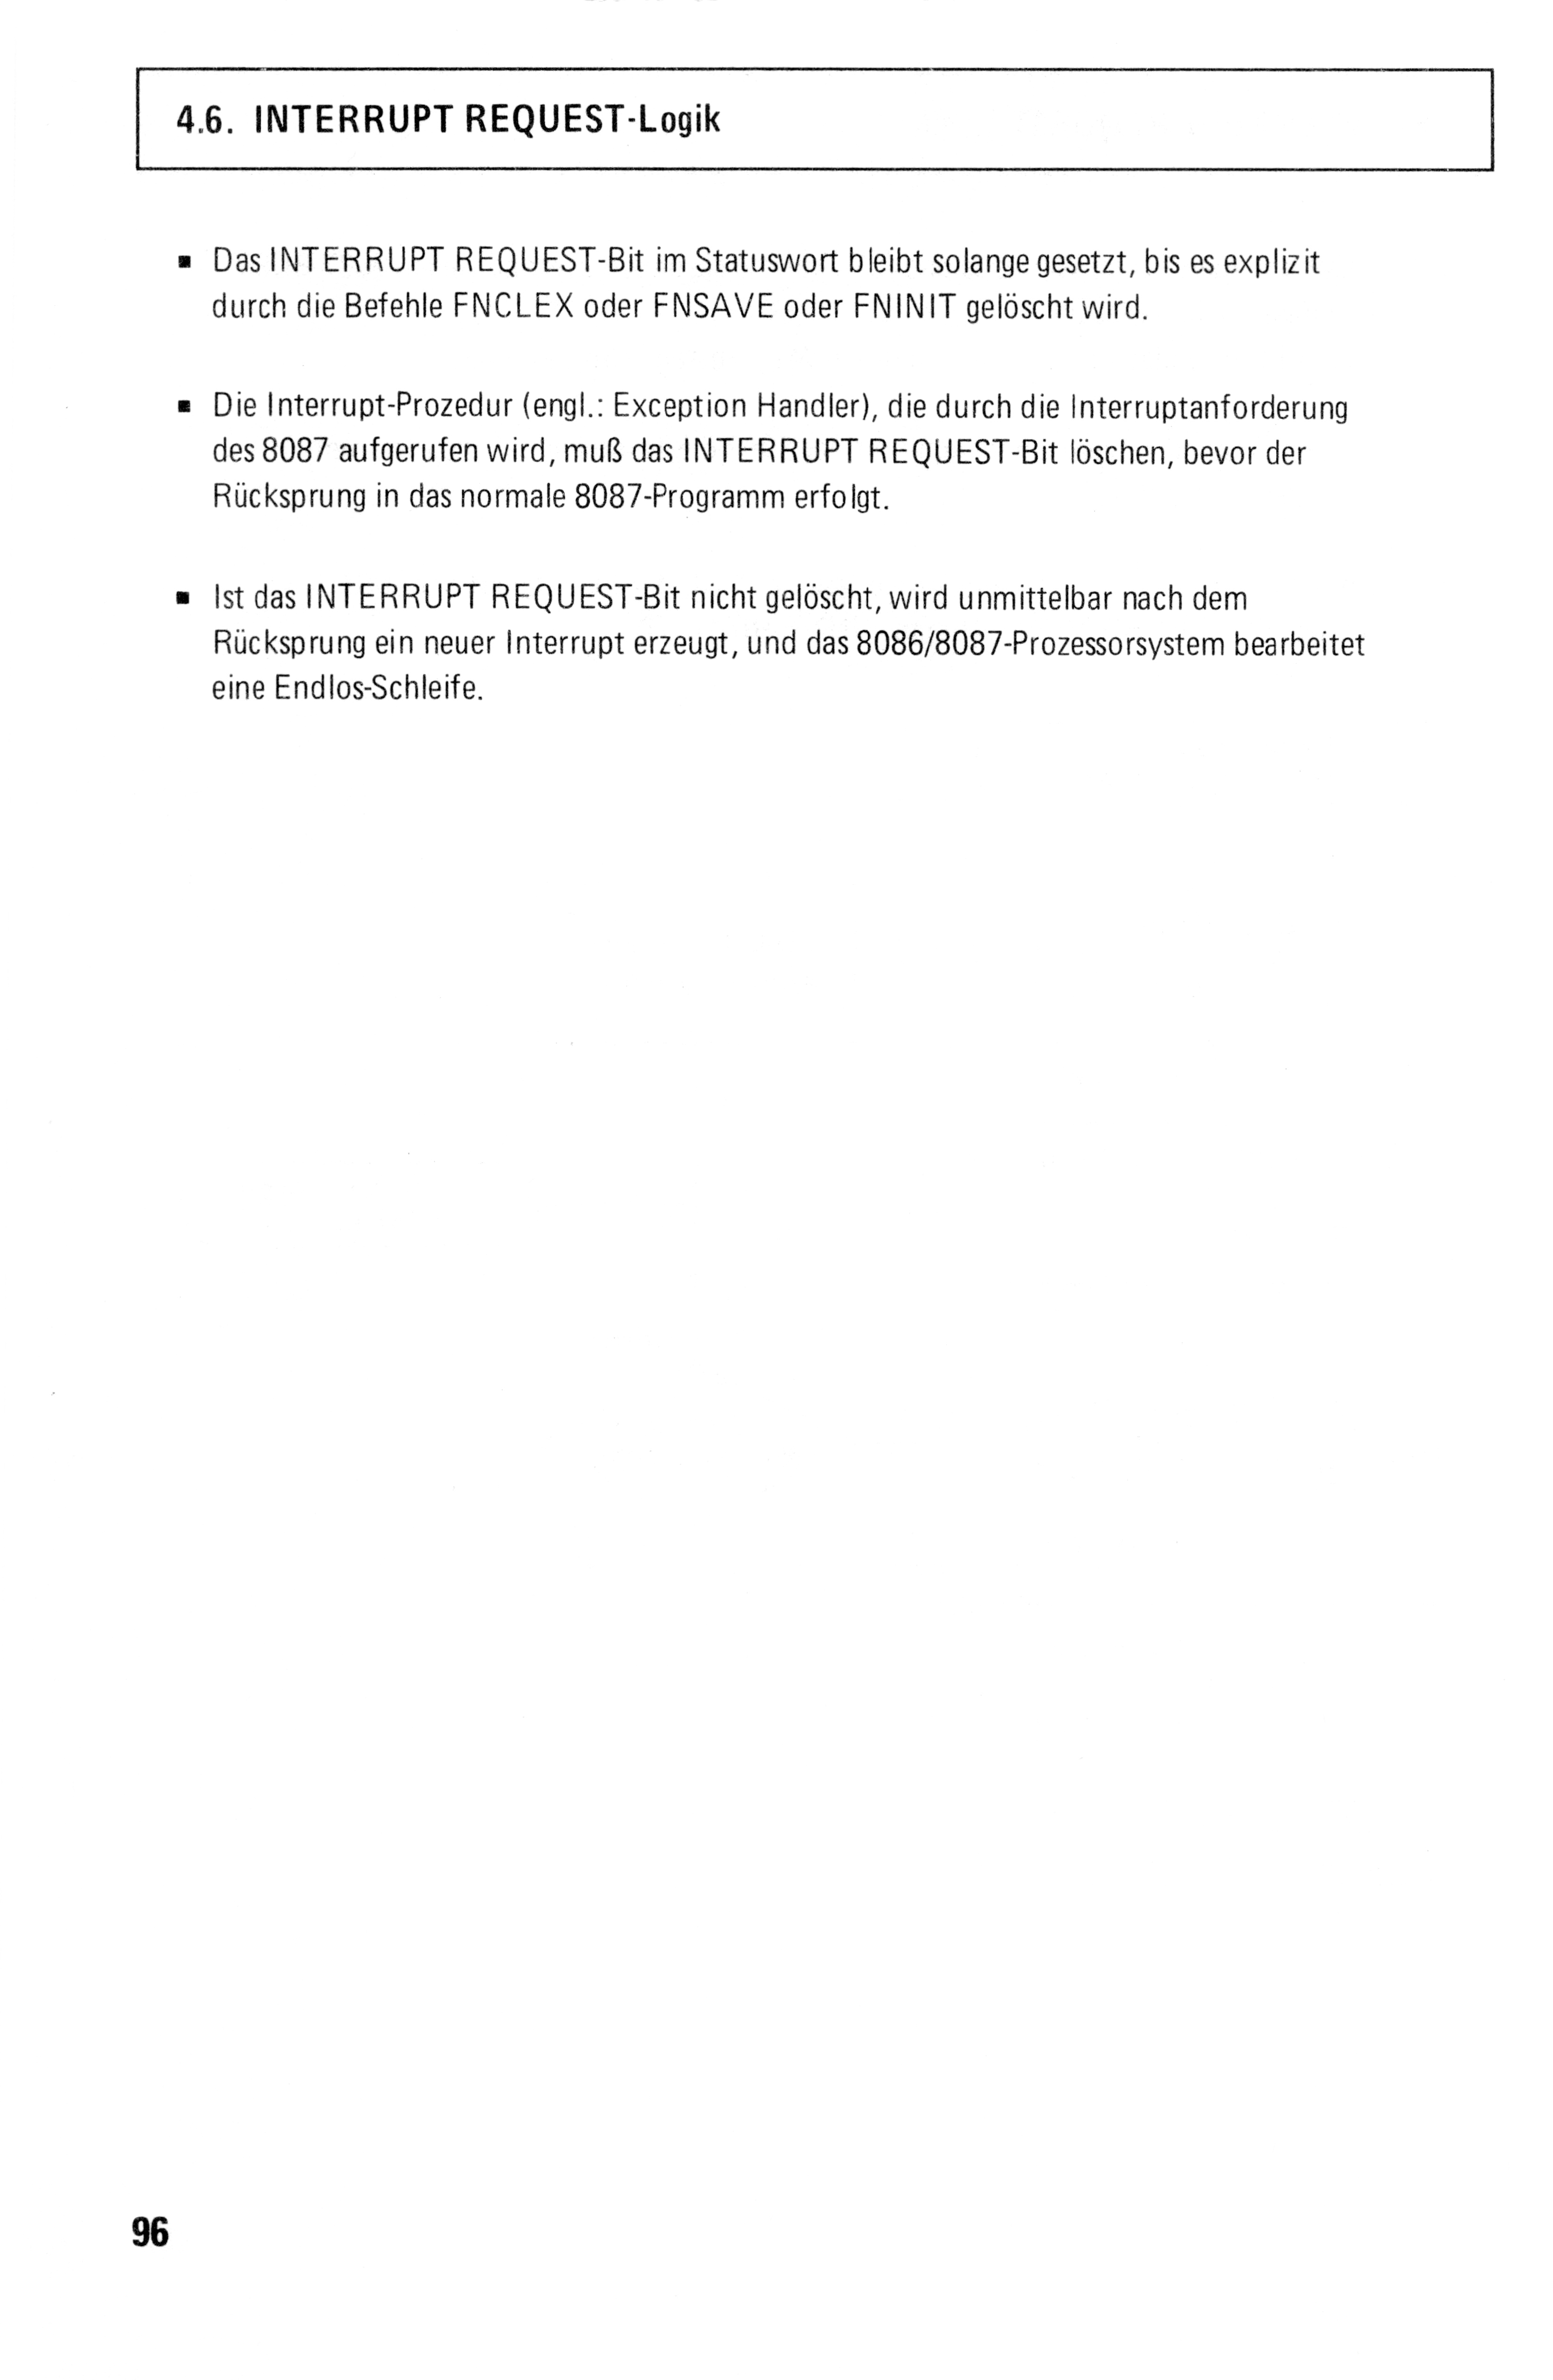 4.6. INTERRUPT REQUEST-Logik
▪ Das INTERRUPT REQUEST-Bit im Statuswort bleibt solange gesetzt, bis es explizit
durch die Befehle FNCLEX oder FNSAVE oder FNINIT gelöscht wird.
▪ Die Interrupt-Prozedur (engl.: Exception Handler), die durch die Interruptanforderung
des 8087 aufgerufen wird, muß das INTERRUPT REQUEST-Bit löschen, bevor der
Rücksprung in das normale 8087-Programm erfolgt.
▪ Ist das INTERRUPT REQUEST-Bit nicht gelöscht, wird unmittelbar nach dem
Rücksprung ein neuer Interrupt erzeugt, und das 8086/8087-Prozessorsystem bearbeitet
eine Endlos-Schleife.
96